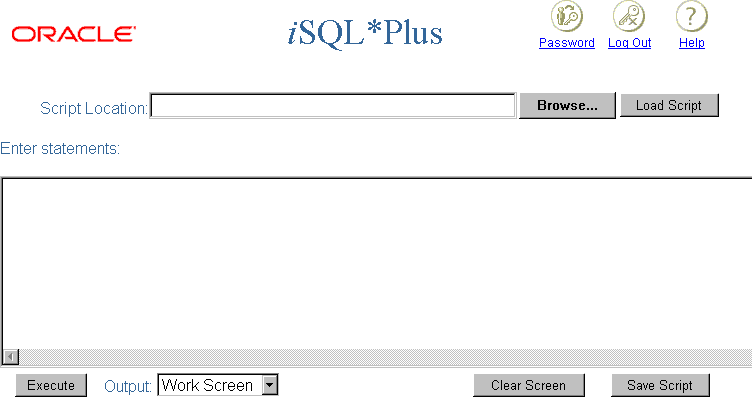 ORACLE
iSQL*Plus
Password Log Out Help
Script Location: Browse... Load Script
Enter statements:
Execute Output: Work Screen Clear Screen Save Script